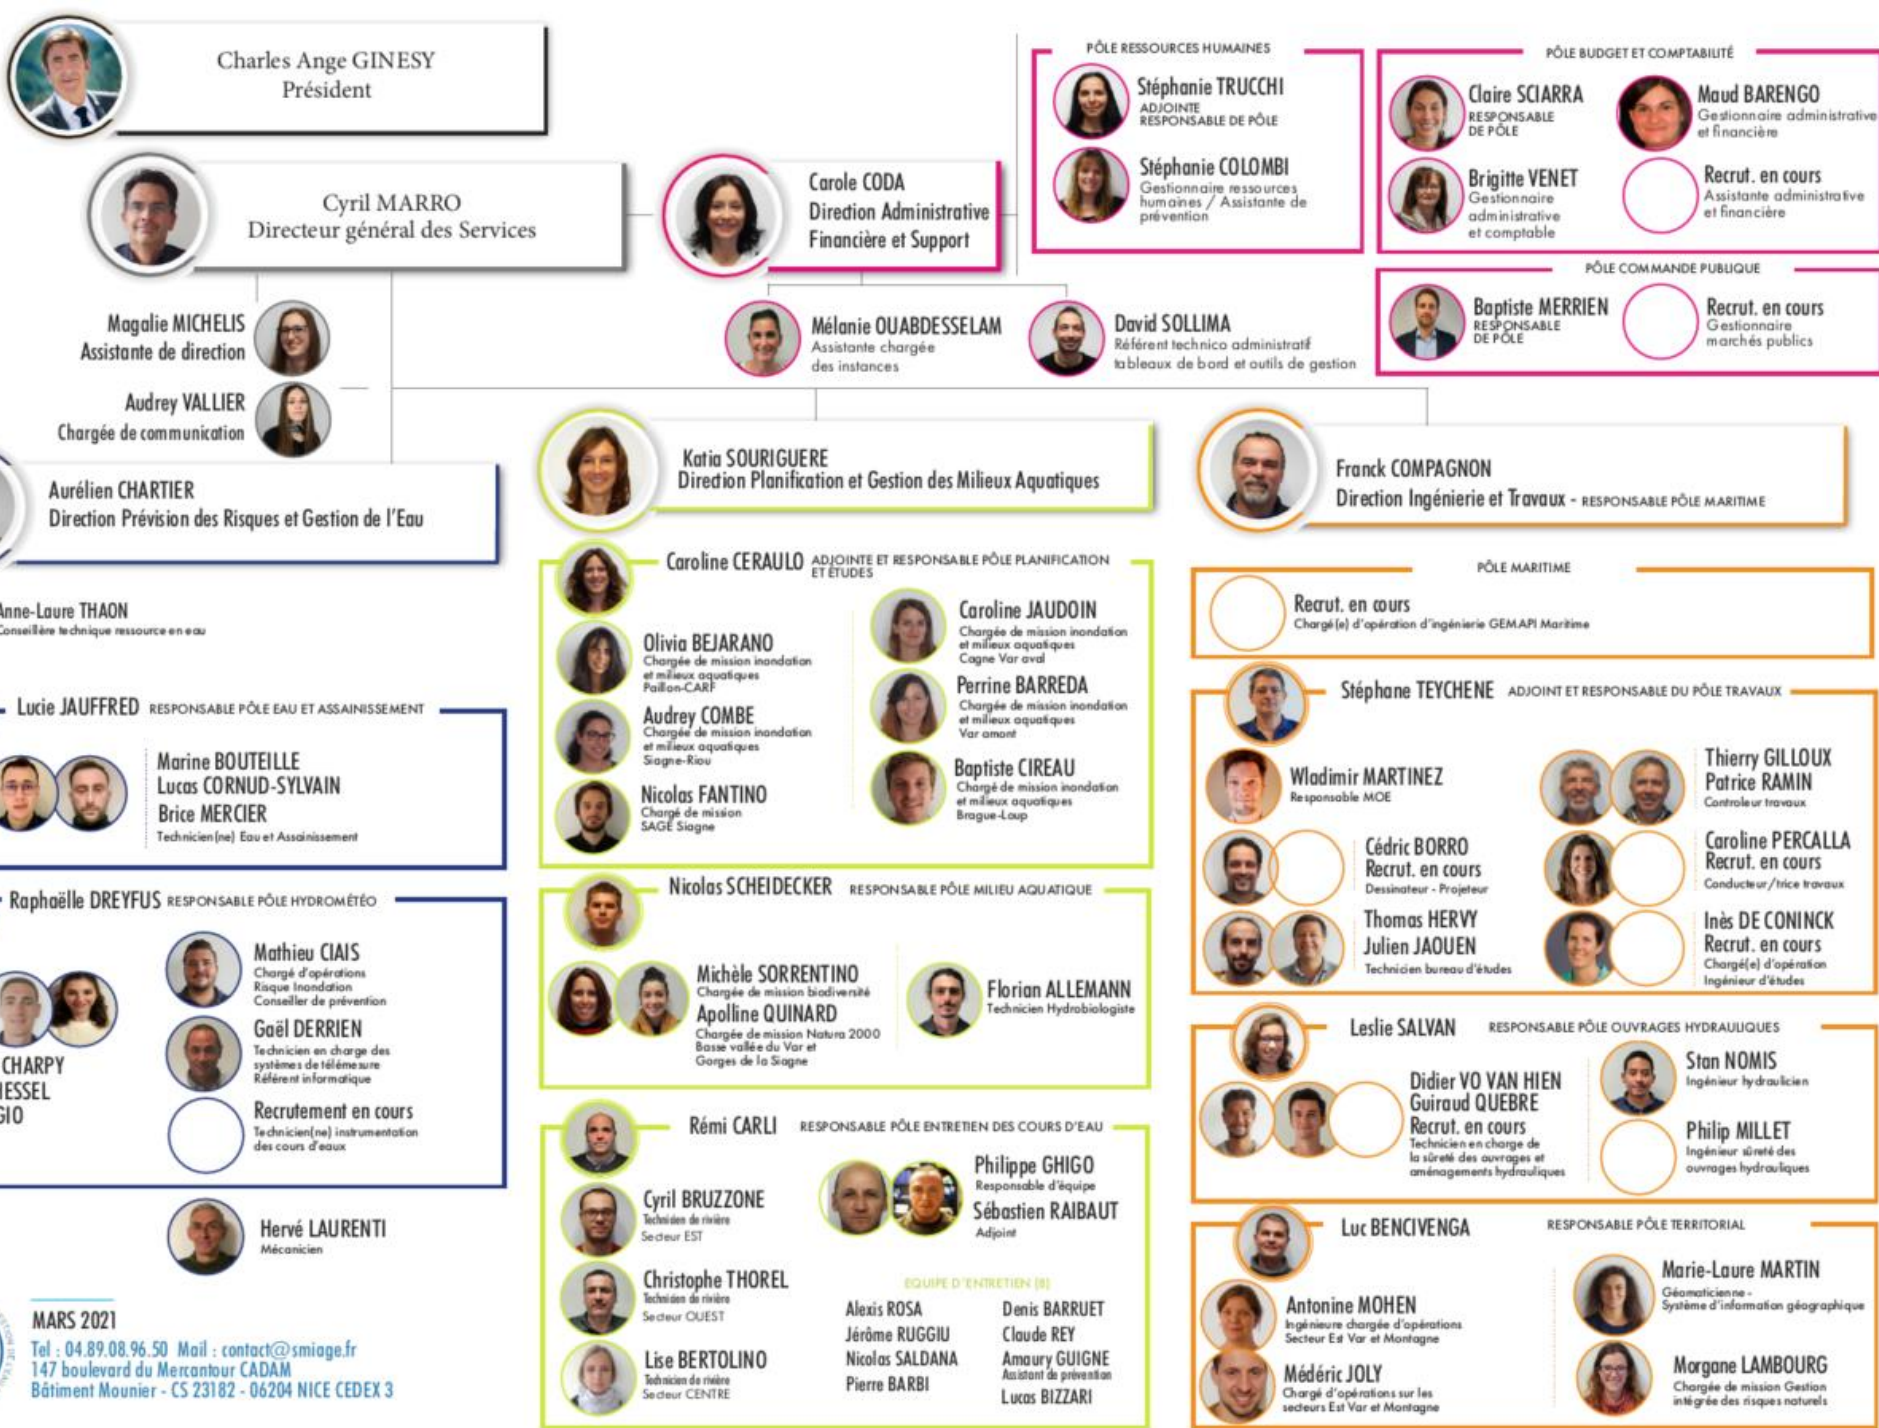 Charles Ange GINESY
Président
Cyril MARRO
Directeur général des Services
Carole CODA
Direction Administrative
Financière et Support
PÔLE RESSOURCES HUMAINES
Stéphanie TRUCCHI
ADJOINTE
RESPONSABLE DE PÔLE
Stéphanie COLOMBI
Gestionnaire ressources
humaines / Assistante de
prévention
PÔLE BUDGET ET COMPTABILITÉ
Claire SCIARRA
RESPONSABLE
DE PÔLE
Maud BARENGO
Gestionnaire administrative
et financière
Brigitte VENET
Gestionnaire
administrative
et comptable
Recrut. en cours
Assistante administrative
et financière
PÔLE COMMANDE PUBLIQUE
Baptiste MERRIEN
RESPONSABLE
DE PÔLE
Recrut. en cours
Gestionnaire
marchés publics
Magalie MICHELIS
Assistante de direction
Audrey VALLIER
Chargée de communication
Mélanie OUABDESSELAM
Assistante chargée
des instances
David SOLLIMA
Référent technico administratif
tableaux de bord et outils de gestion
Aurélien CHARTIER
Direction Prévision des Risques et Gestion de l'Eau
Anne-Laure THAON
Conseillère technique ressource en eau
Lucie JAUFFRED RESPONSABLE PÔLE EAU ET ASSAINISSEMENT
Marine BOUTEILLE
Lucas CORNUD-SYLVAIN
Brice MERCIER
Technicien(ne) Eau et Assainissement
Raphaëlle DREYFUS RESPONSABLE PÔLE HYDROMÉTÉO
Mathieu CIAIS
Chargé d'opérations
Risque Inondation
Conseiller de prévention
Gaël DERRIEN
Technicien en charge des
systèmes de télémesure
Référent informatique
CHARPY
IESSEL
GIO
Recrutement en cours
Technicien(ne) instrumentation
des cours d'eaux
Hervé LAURENTI
Mécanicien
MARS 2021
Tel : 04.89.08.96.50 Mail : contact@smiage.fr
147 boulevard du Mercantour CADAM
Bâtiment Mounier - CS 23182 - 06204 NICE CEDEX 3
Katia SOURIGUERE
Direction Planification et Gestion des Milieux Aquatiques
Caroline CERAULO ADJOINTE ET RESPONSABLE PÔLE PLANIFICATION
ET ÉTUDES
Olivia BEJARANO
Chargée de mission inondation
et milieux aquatiques
Paillon-CARF
Audrey COMBE
Chargée de mission inondation
et milieux aquatiques
Siagne-Riou
Nicolas FANTINO
Chargé de mission
SAGE Siagne
Caroline JAUDOIN
Chargée de mission inondation
et milieux aquatiques
Cagne Var aval
Perrine BARREDA
Chargée de mission inondation
et milieux aquatiques
Var amont
Baptiste CIREAU
Chargé de mission inondation
et milieux aquatiques
Brague-Loup
Nicolas SCHEIDECKER RESPONSABLE PÔLE MILIEU AQUATIQUE
Michèle SORRENTINO
Chargée de mission biodiversité
Apolline QUINARD
Chargée de mission Natura 2000
Basse vallée du Var et
Gorges de la Siagne
Florian ALLEMANN
Technicien Hydrobiologiste
Rémi CARLI RESPONSABLE PÔLE ENTRETIEN DES COURS D'EAU
Cyril BRUZZONE
Technicien de rivière
Secteur EST
Christophe THOREL
Technicien de rivière
Secteur OUEST
Lise BERTOLINO
Technicien de rivière
Secteur CENTRE
Philippe GHIGO
Responsable d'équipe
Sébastien RAIBAUT
Adjoint
EQUIPE D'ENTRETIEN (8)
Alexis ROSA
Jérôme RUGGIU
Nicolas SALDANA
Pierre BARBI
Denis BARRUET
Claude REY
Amaury GUIGNE
Assistant de prévention
Lucas BIZZARI
Franck COMPAGNON
Direction Ingénierie et Travaux - RESPONSABLE PÔLE MARITIME
PÔLE MARITIME
Recrut. en cours
Chargé(e) d'opération d'ingénierie GEMAPI Maritime
Stéphane TEYCHENE ADJOINT ET RESPONSABLE DU PÔLE TRAVAUX
Wladimir MARTINEZ
Responsable MOE
Cédric BORRO
Recrut. en cours
Dessinateur - Projeteur
Thomas HERVY
Julien JAOUEN
Technicien bureau d'études
Thierry GILLOUX
Patrice RAMIN
Controleur travaux
Caroline PERCALLA
Recrut. en cours
Conducteur/trice travaux
Inès DE CONINCK
Recrut. en cours
Chargé(e) d'opération
Ingénieur d'études
Leslie SALVAN RESPONSABLE PÔLE OUVRAGES HYDRAULIQUES
Didier VO VAN HIEN
Guiraud QUEBRE
Recrut. en cours
Technicien en charge de
la sûreté des ouvrages et
aménagements hydrauliques
Stan NOMIS
Ingénieur hydraulicien
Philip MILLET
Ingénieur sûreté des
ouvrages hydrauliques
Luc BENCIVENGA RESPONSABLE PÔLE TERRITORIAL
Antonine MOHEN
Ingénieure chargée d'opérations
Secteur Est Var et Montagne
Médéric JOLY
Chargé d'opérations sur les
secteurs Est Var et Montagne
Marie-Laure MARTIN
Géomaticienne -
Système d'information géographique
Morgane LAMBOURG
Chargée de mission Gestion
intégrée des risques naturels